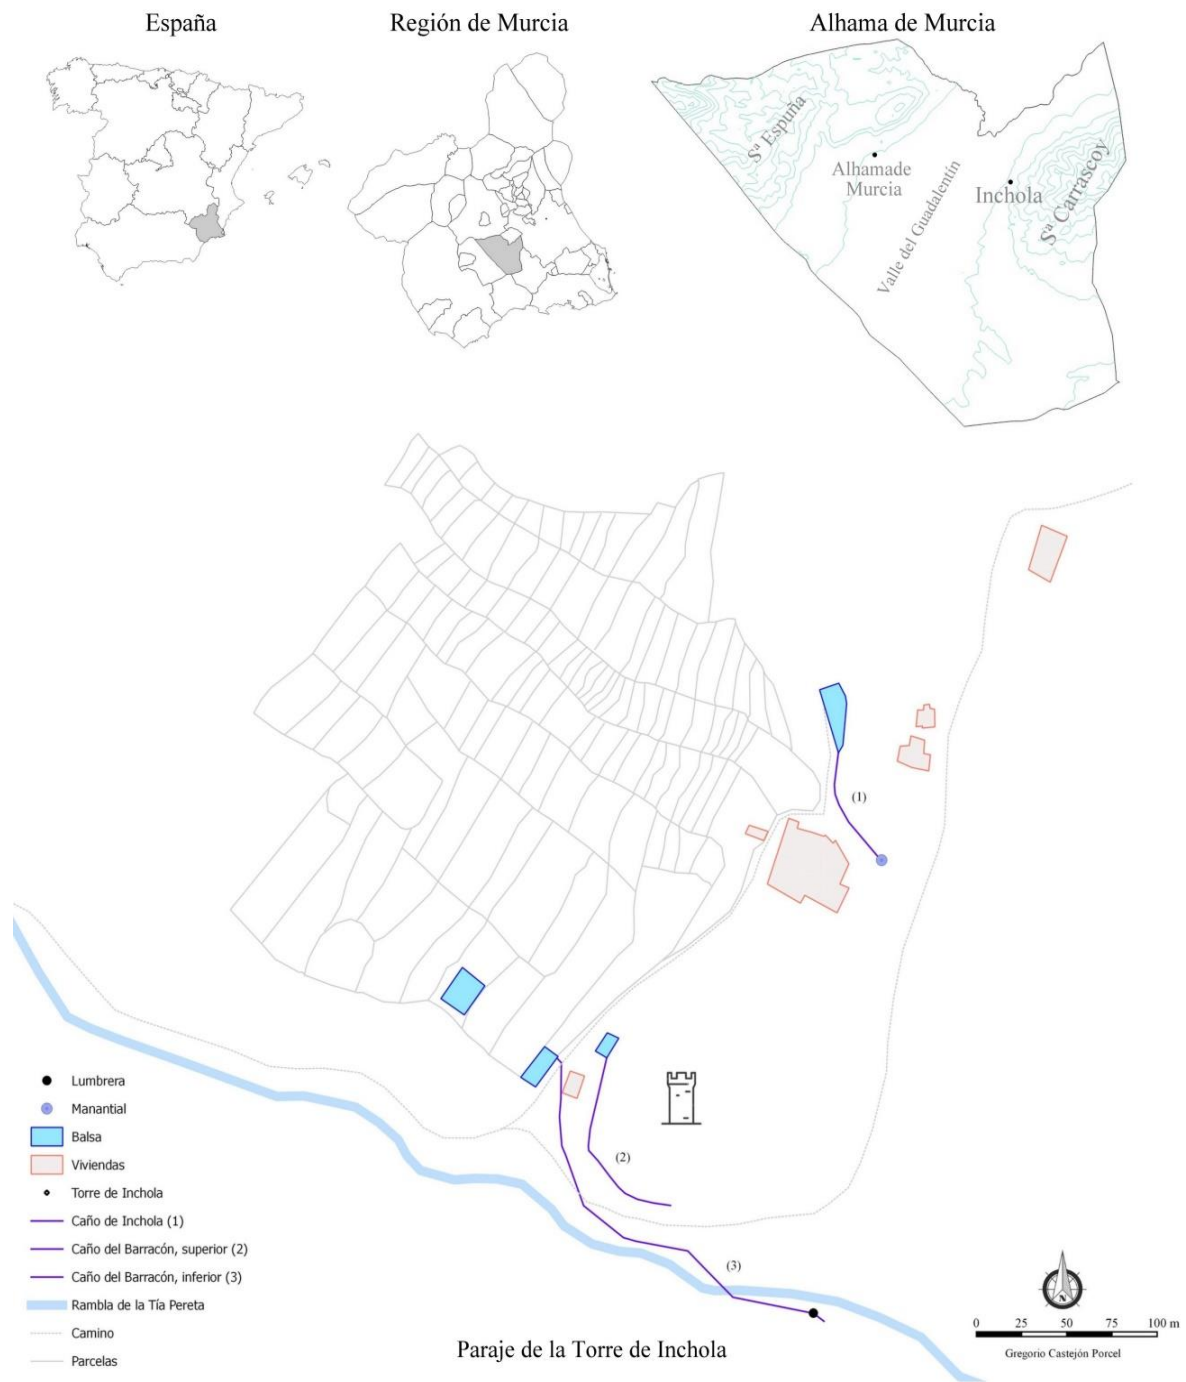 España
Región de Murcia
Alhama de Murcia
Sª Espuña
Alhamade
Murcia
Valle del Guadalentín
Inchola
Sª Carrascoy
(1)
(2)
(3)
Lumbrera
Manantial
Balsa
Viviendas
Torre de Inchola
Caño de Inchola (1)
Caño del Barracón, superior (2)
Caño del Barracón, inferior (3)
Rambla de la Tía Pereta
Camino
Parcelas
Paraje de la Torre de Inchola
N
0 25 50 75 100 m
Gregorio Castejón Porcel